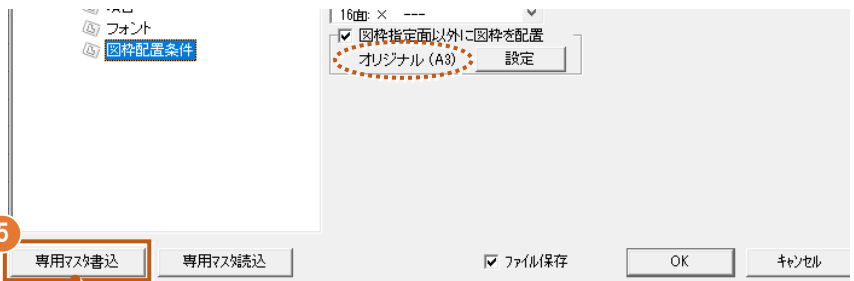 16面: × ---
フォント
図枠指定面以外に図枠を配置
図枠配置条件
オリジナル (A3)
設定
5
専用マスタ書込
専用マスタ読込
ファイル保存
OK
キャンセル